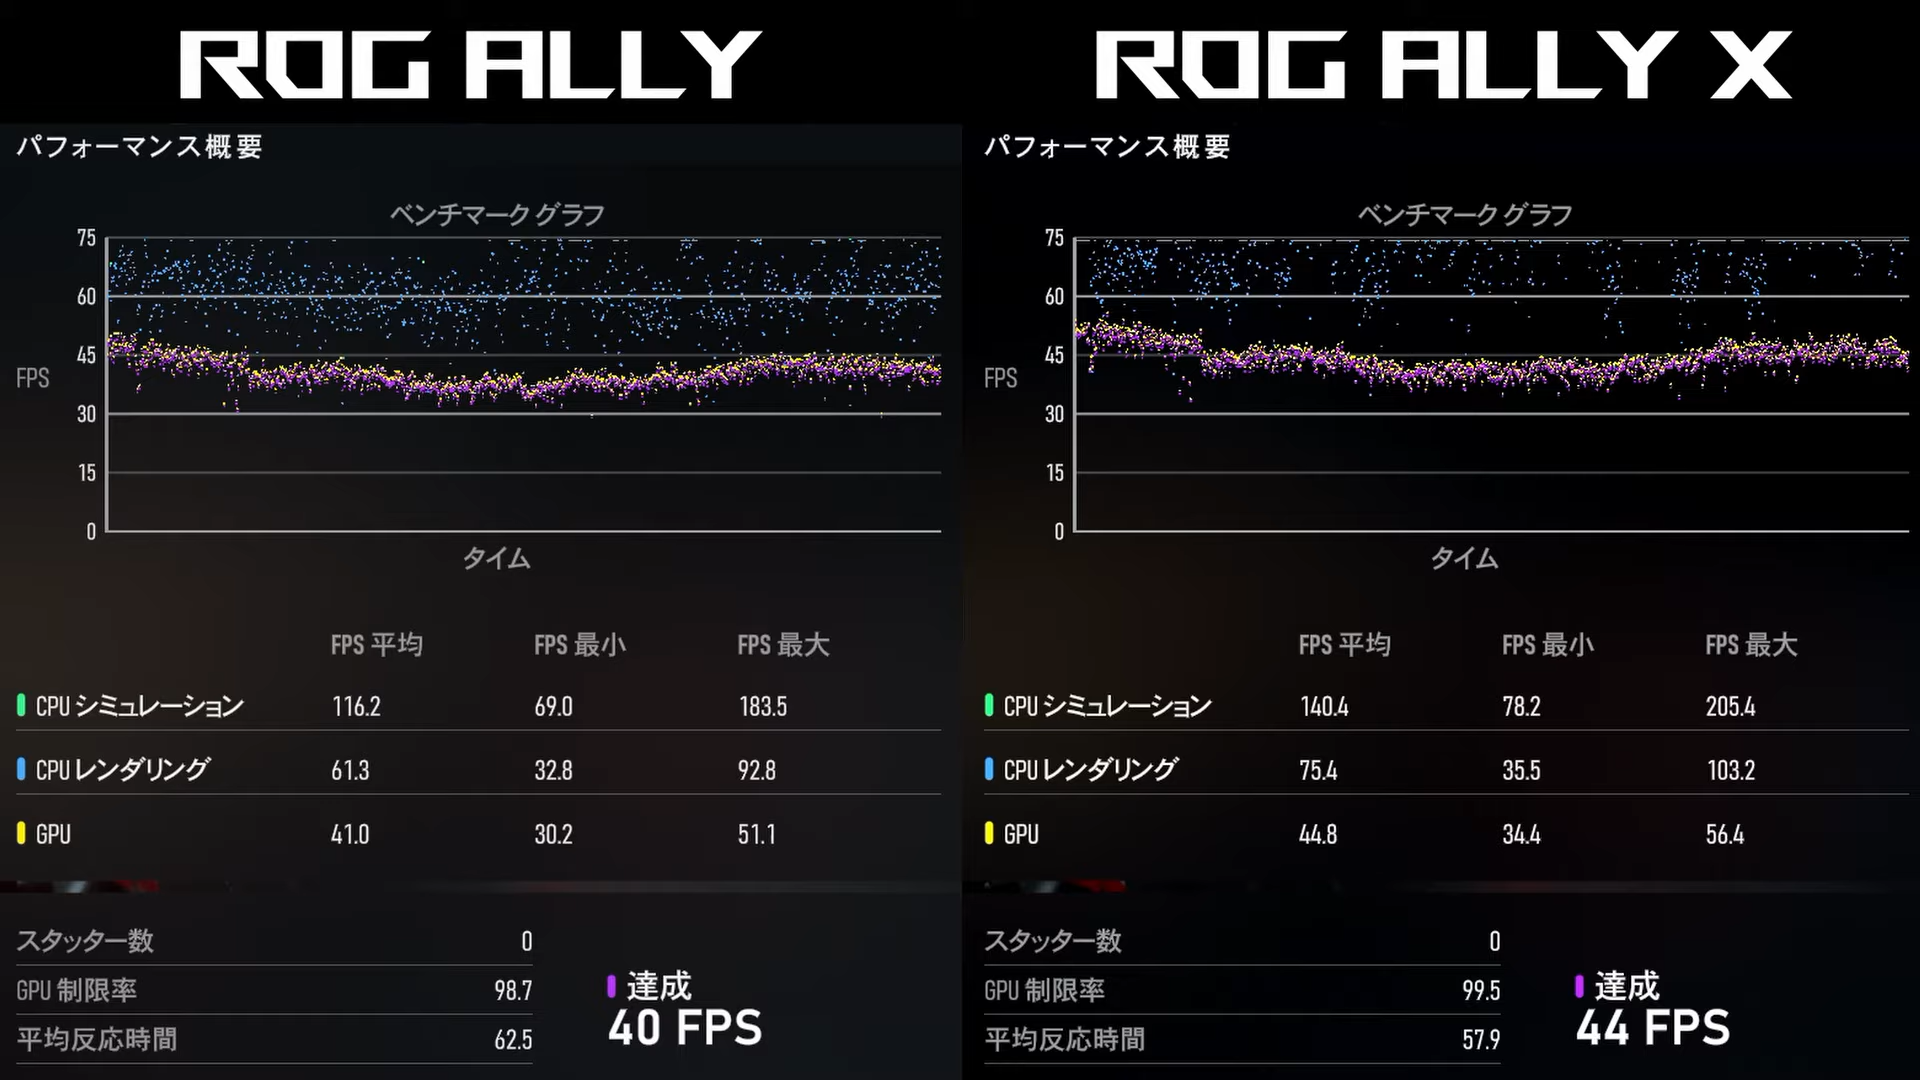 ROG ALLY
パフォーマンス概要
ベンチマーク グラフ
75
60
45
FPS
30
15
0
タイム
FPS 平均 FPS 最小 FPS 最大
CPU シミュレーション 116.2 69.0 183.5
CPU レンダリング 61.3 32.8 92.8
GPU 41.0 30.2 51.1
スタッター数 0
GPU 制限率 98.7
平均反応時間 62.5
達成
40 FPS
ROG ALLY X
パフォーマンス概要
ベンチマーク グラフ
75
60
45
FPS
30
15
0
タイム
FPS 平均 FPS 最小 FPS 最大
CPU シミュレーション 140.4 78.2 205.4
CPU レンダリング 75.4 35.5 103.2
GPU 44.8 34.4 56.4
スタッター数 0
GPU 制限率 99.5
平均反応時間 57.9
達成
44 FPS